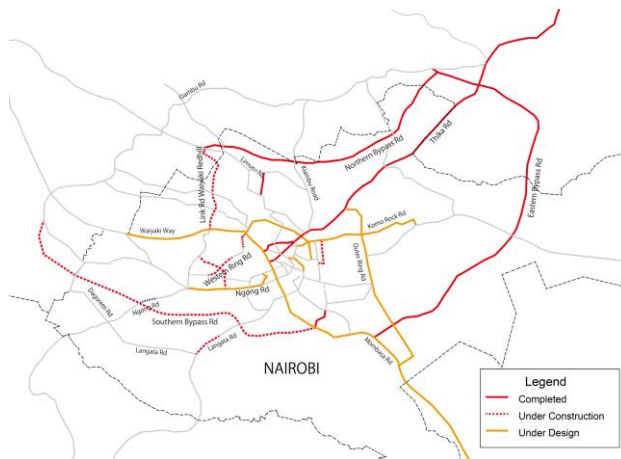 Kiambu Rd
Northern Bypass Rd
Thika Rd
Limuru Rd
Kiambu Road
Link Rd Waiyaki Redhill
Eastern Bypass Rd
Waiyaki Way
Komo Rock Rd
Outer Ring Rd
Western Ring Rd
Ngong Rd
Ngong Rd
Dagoretti Rd
Southern Bypass Rd
Langata Rd
Langata Rd
Mombasa Rd
NAIROBI
Legend
Completed
Under Construction
Under Design